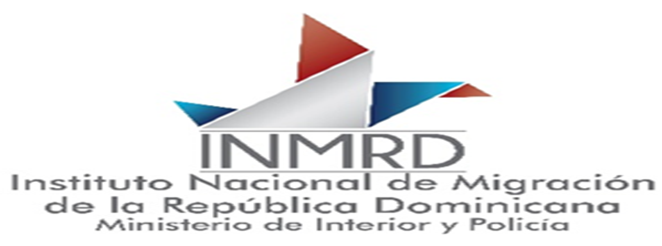 INMRD
Instituto Nacional de Migración
de la República Dominicana
Ministerio de Interior y Policía